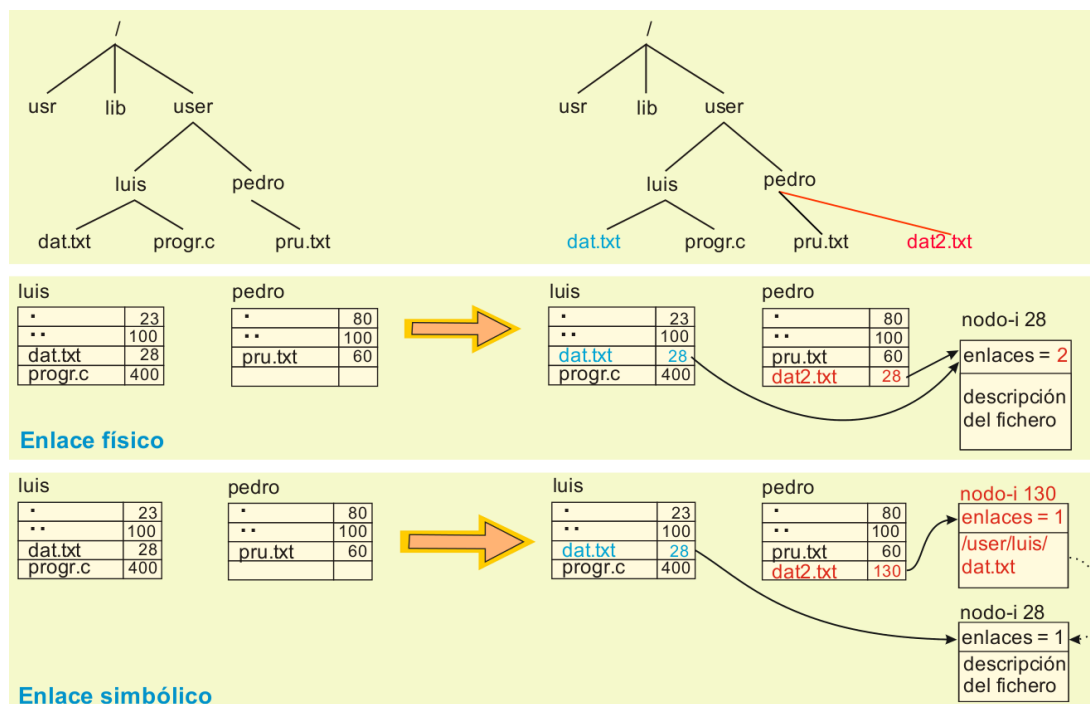 / /
usr lib user usr lib user
luis pedro luis pedro
dat.txt progr.c pru.txt dat.txt progr.c pru.txt dat2.txt
luis pedro luis pedro
. 23 . 80 . 23 . 80 nodo-i 28
.. 100 .. 100 .. 100 .. 100
dat.txt 28 pru.txt 60 dat.txt 28 pru.txt 60 enlaces = 2
progr.c 400 progr.c 400 dat2.txt 28
descripción
del fichero
Enlace físico
luis pedro luis pedro nodo-i 130
. 23 . 80 . 23 . 80 enlaces = 1
.. 100 .. 100 .. 100 .. 100
dat.txt 28 pru.txt 60 dat.txt 28 pru.txt 60 /user/luis/
progr.c 400 progr.c 400 dat2.txt 130 dat.txt
nodo-i 28
enlaces = 1
descripción
del fichero
Enlace simbólico